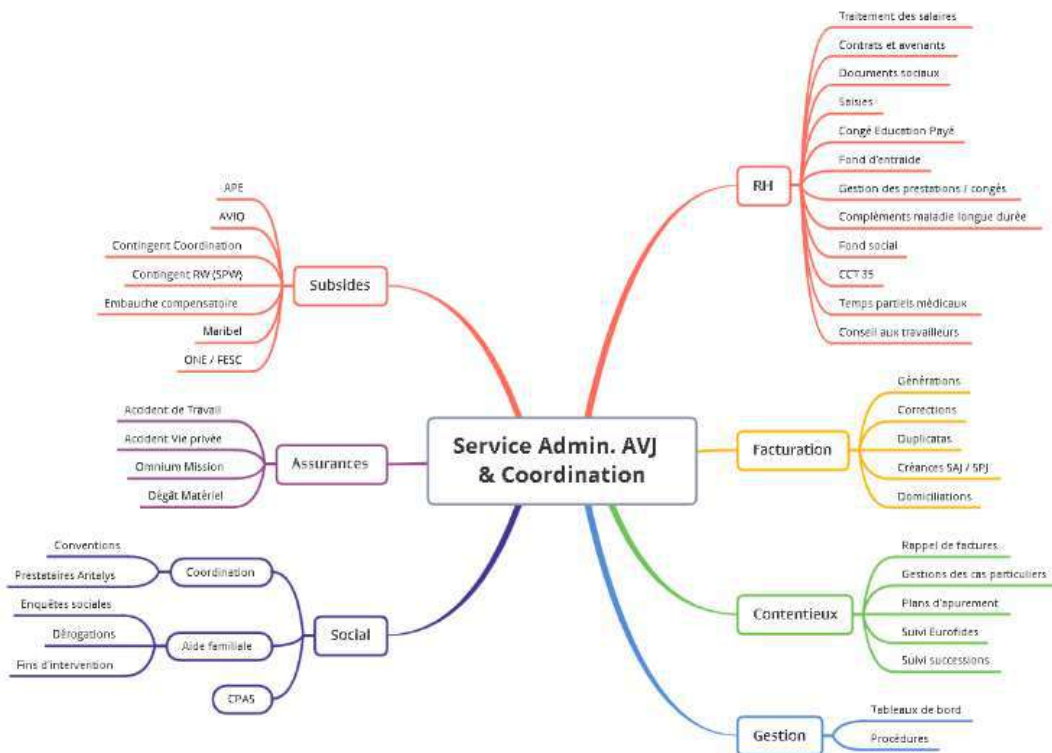 Service Admin. AVJ
& Coordination
RH
Traitement des salaires
Contrats et avenants
Documents sociaux
Saisies
Congé Education Payé
Fond d'entraide
Gestion des prestations / congés
Compléments maladie longue durée
Fond social
CCT 35
Temps partiels médicaux
Conseil aux travailleurs
Facturation
Générations
Corrections
Duplicatas
Créances SAJ / SPJ
Domiciliations
Contentieux
Rappel de factures
Gestions des cas particuliers
Plans d'apurement
Suivi Eurofides
Suivi successions
Gestion
Tableaux de bord
Procédures
Subsides
APE
AVIQ
Contingent Coordination
Contingent RW (SPW)
Embauche compensatoire
Maribel
ONE / FESC
Assurances
Accident de Travail
Accident Vie privée
Omnium Mission
Dégât Matériel
Social
Coordination
Conventions
Prestataires Antalys
Aide familiale
Enquêtes sociales
Dérogations
Fins d'intervention
CPAS